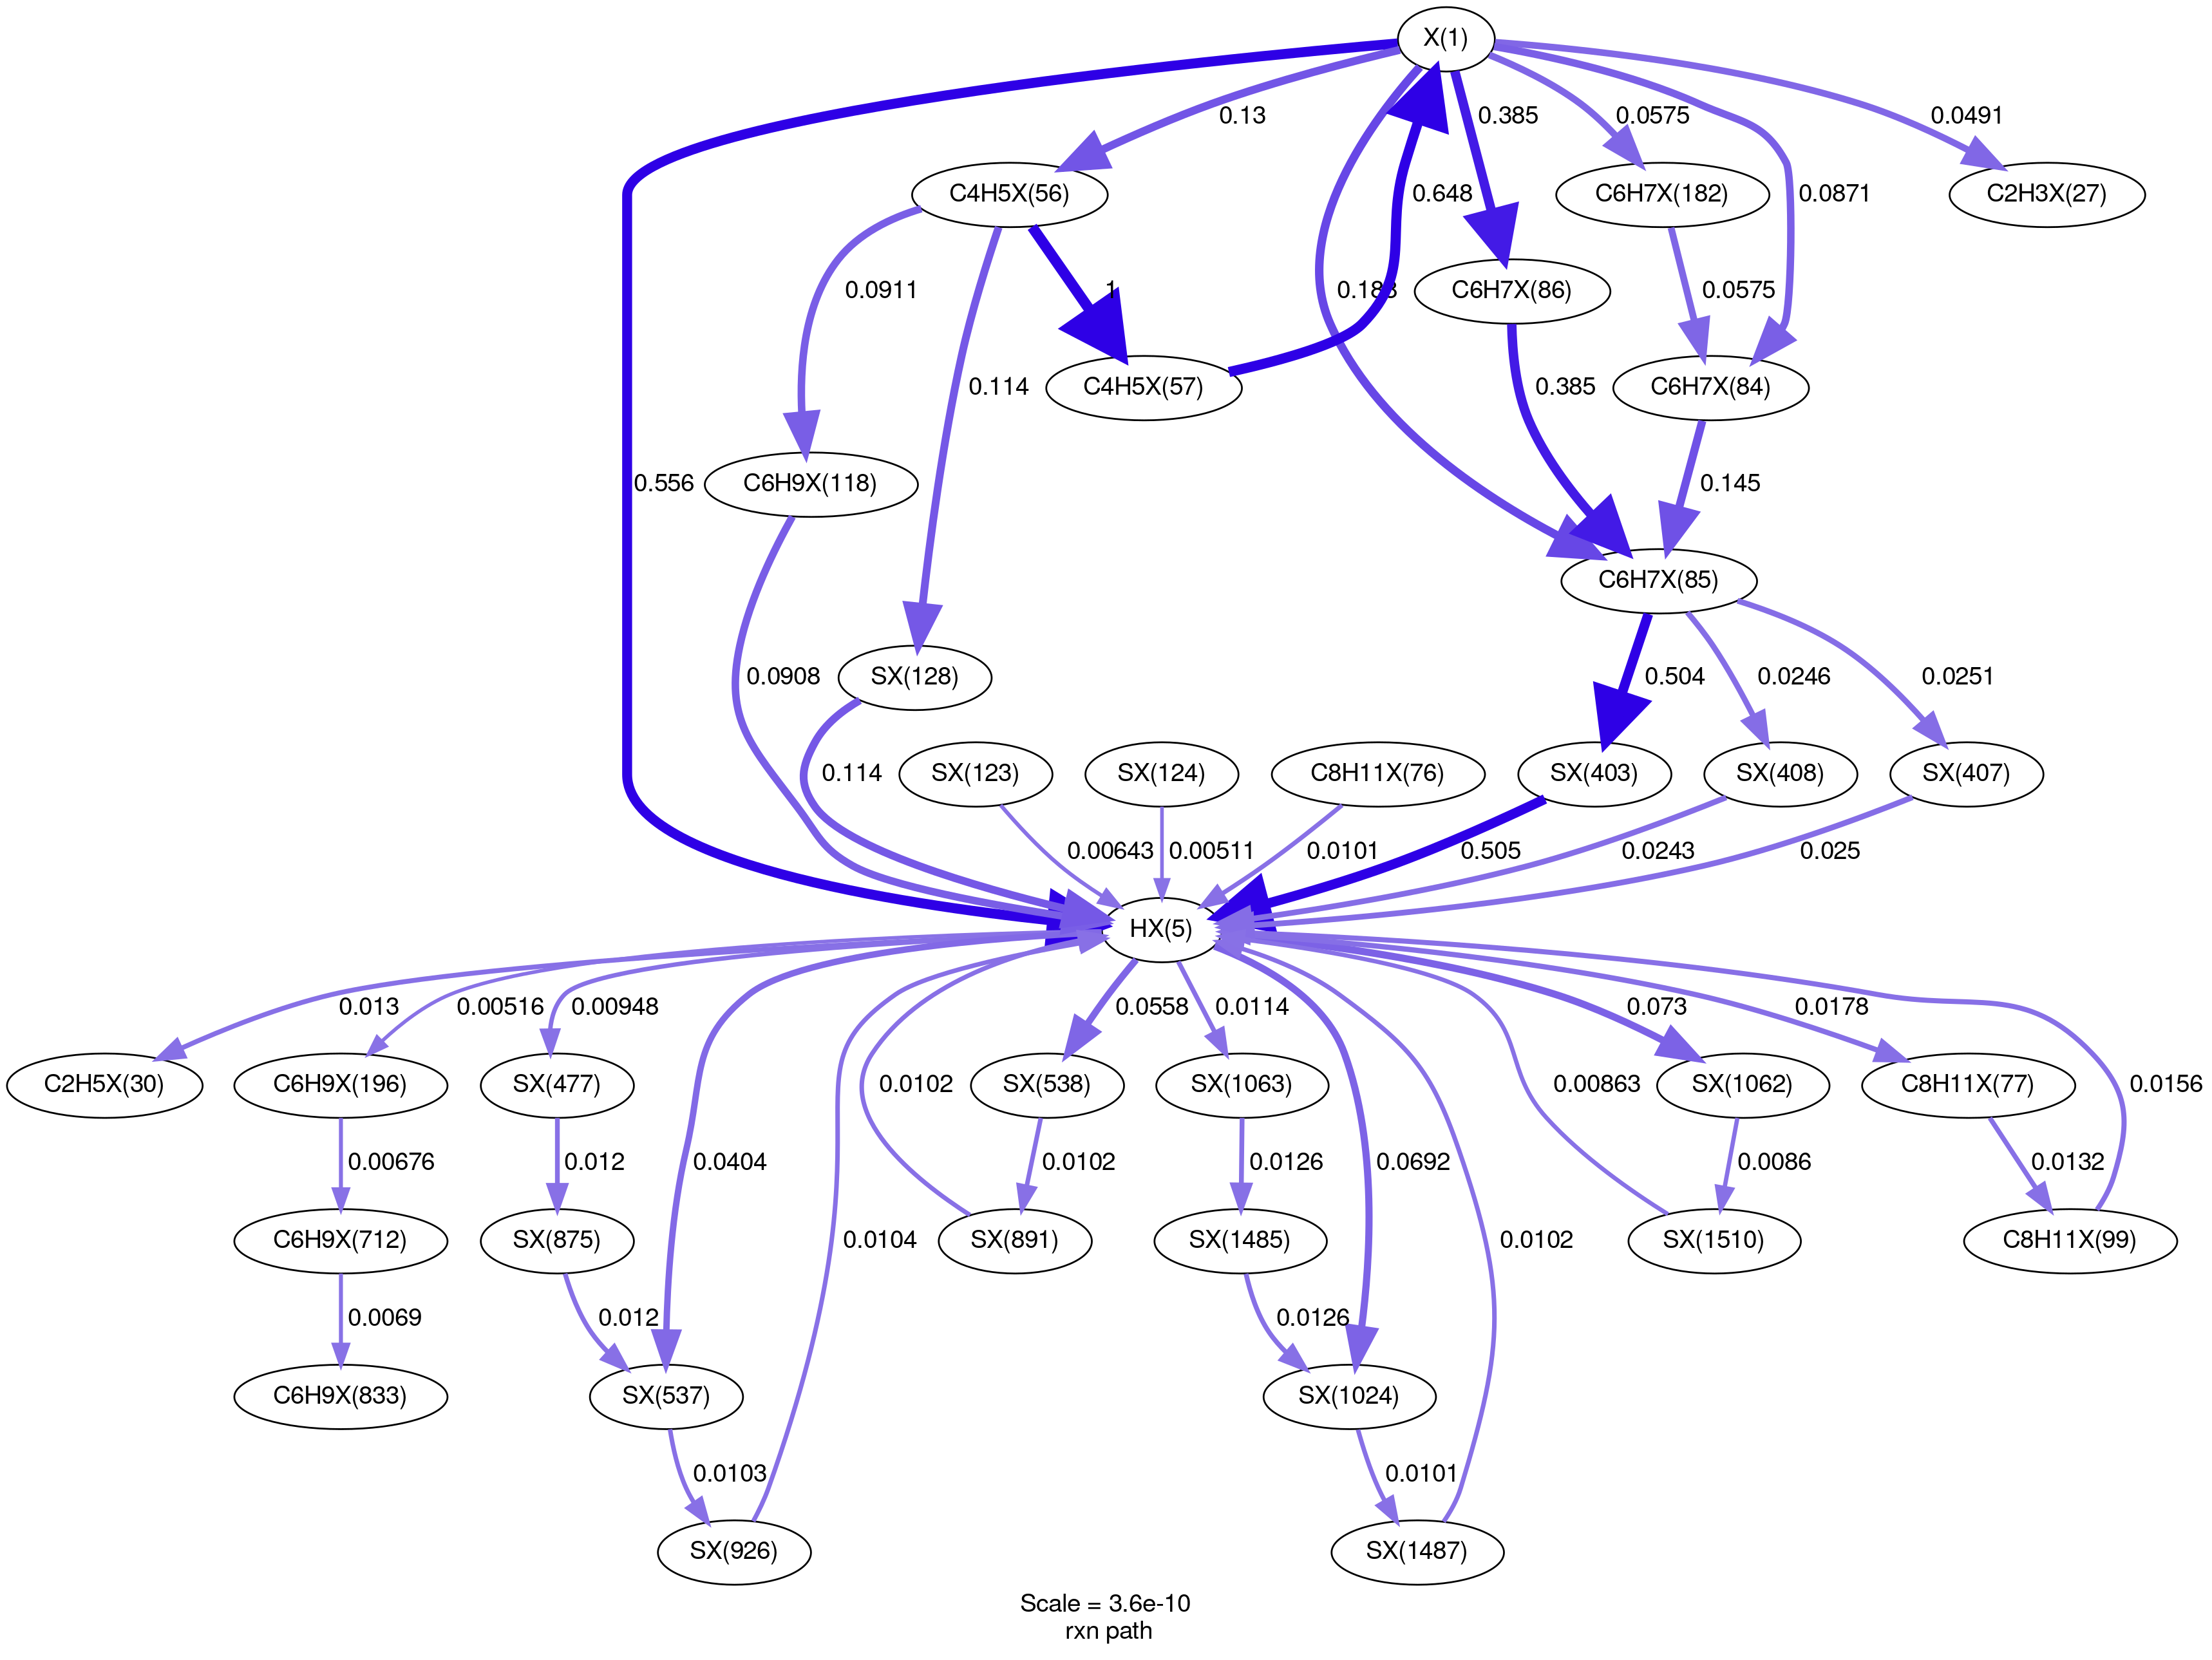 X(1)
0.13
0.385
0.0575
0.0491
C4H5X(56)
0.648
C6H7X(182)
0.0871
C2H3X(27)
0.0911
1
C6H7X(86)
0.0575
0.114
C4H5X(57)
0.385
C6H7X(84)
0.556
C6H9X(118)
0.145
C6H7X(85)
0.0908
SX(128)
0.504
0.0246
0.0251
0.114
SX(123)
SX(124)
C8H11X(76)
SX(403)
SX(408)
SX(407)
0.00643
0.00511
0.0101
0.505
0.0243
0.025
HX(5)
0.013
0.00516
0.00948
0.0558
0.0114
0.073
0.0178
C2H5X(30)
C6H9X(196)
SX(477)
0.0102
SX(538)
SX(1063)
0.00863
SX(1062)
C8H11X(77)
0.0156
0.00676
0.012
0.0404
0.0102
0.0126
0.0692
0.0086
0.0132
C6H9X(712)
SX(875)
0.0104
SX(891)
SX(1485)
0.0102
SX(1510)
C8H11X(99)
0.0069
0.012
0.0126
C6H9X(833)
SX(537)
SX(1024)
0.0103
0.0101
SX(926)
SX(1487)
Scale = 3.6e-10
rxn path